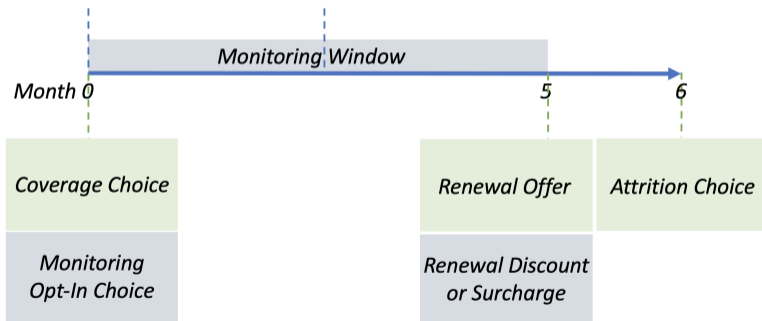 Monitoring Window
Month 0
5
6
Coverage Choice
Renewal Offer
Attrition Choice
Monitoring
Opt-In Choice
Renewal Discount
or Surcharge